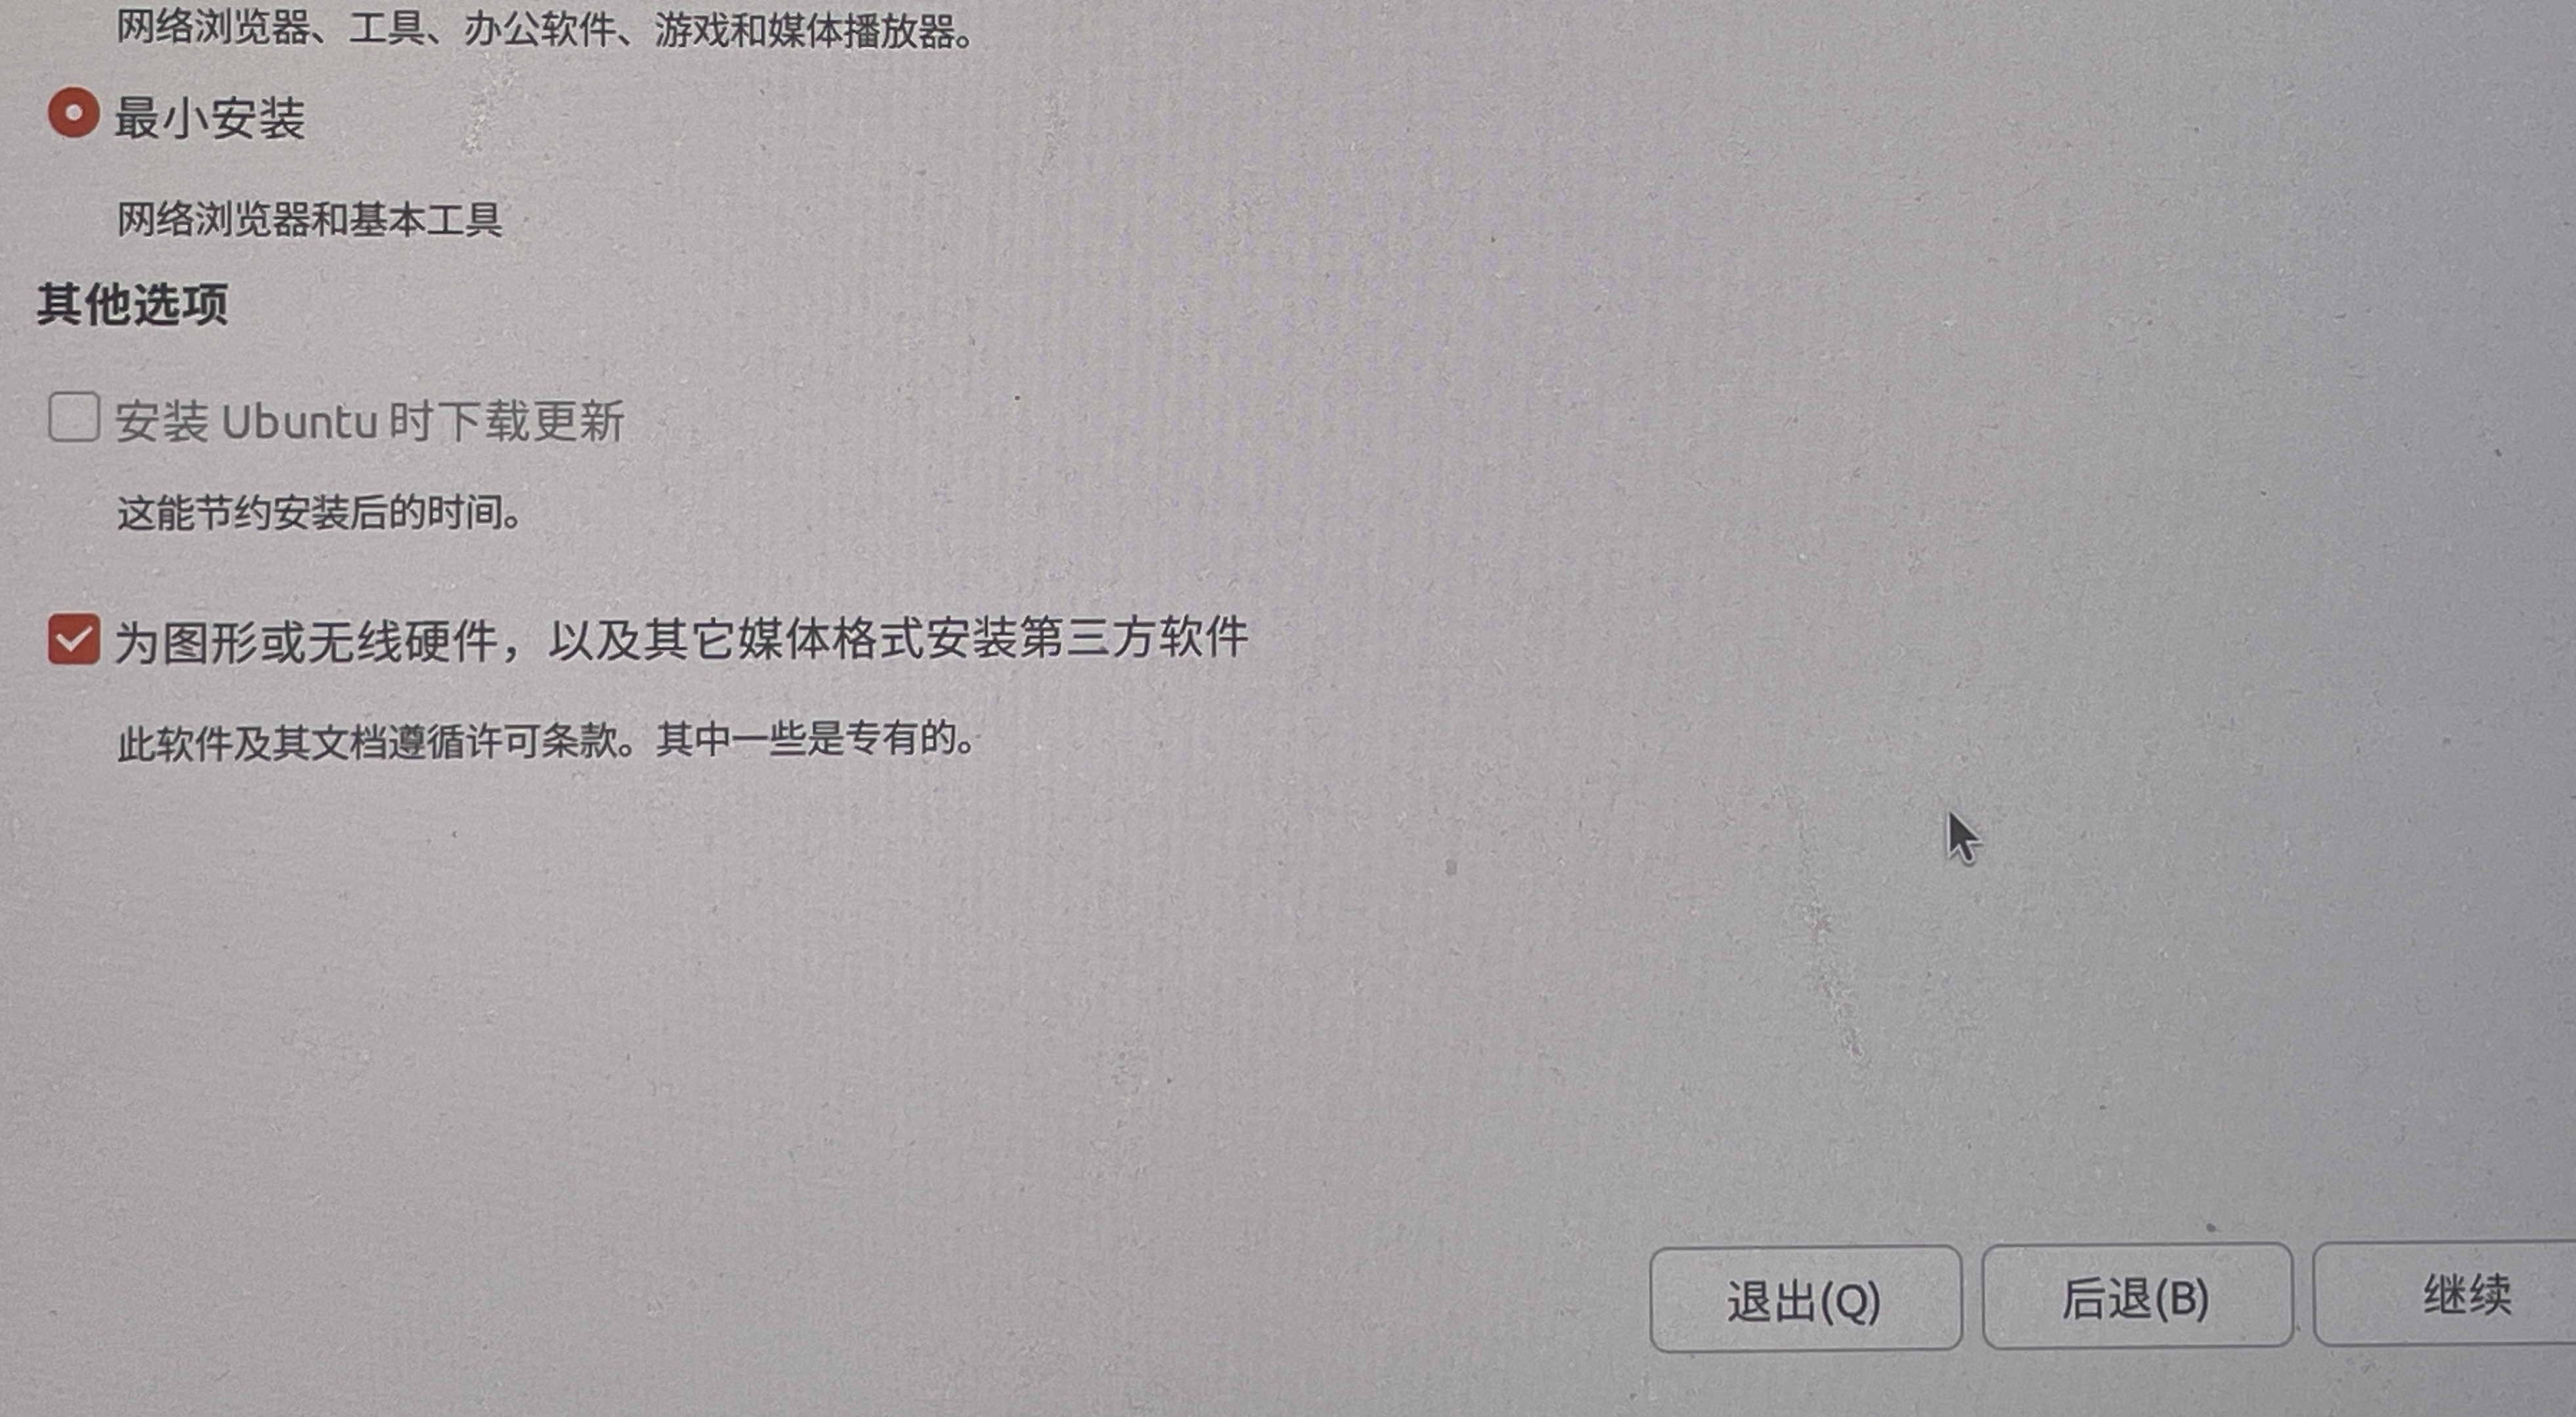 网络浏览器、工具、办公软件、游戏和媒体播放器。
最小安装
网络浏览器和基本工具
其他选项
安装 Ubuntu 时下载更新
这能节约安装后的时间。
为图形或无线硬件，以及其它媒体格式安装第三方软件
此软件及其文档遵循许可条款。其中一些是专有的。
退出(Q) 后退(B) 继续